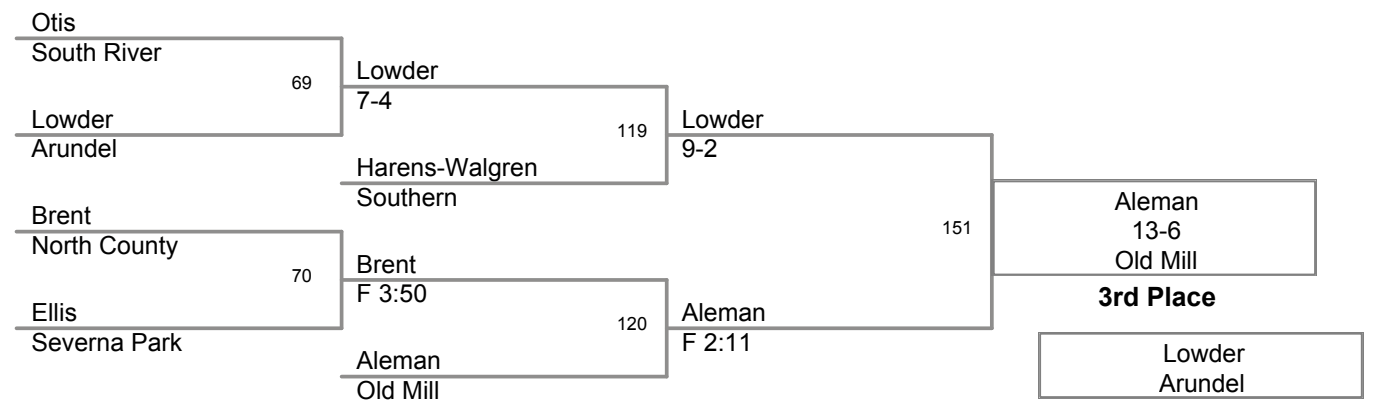 Otis
South River
69
Lowder
7-4
Lowder
Arundel
119
Lowder
9-2
Harens-Walgren
Southern
Brent
North County
151
Aleman
13-6
Old Mill
70
Brent
F 3:50
3rd Place
Ellis
Severna Park
120
Aleman
F 2:11
Aleman
Old Mill
Lowder
Arundel